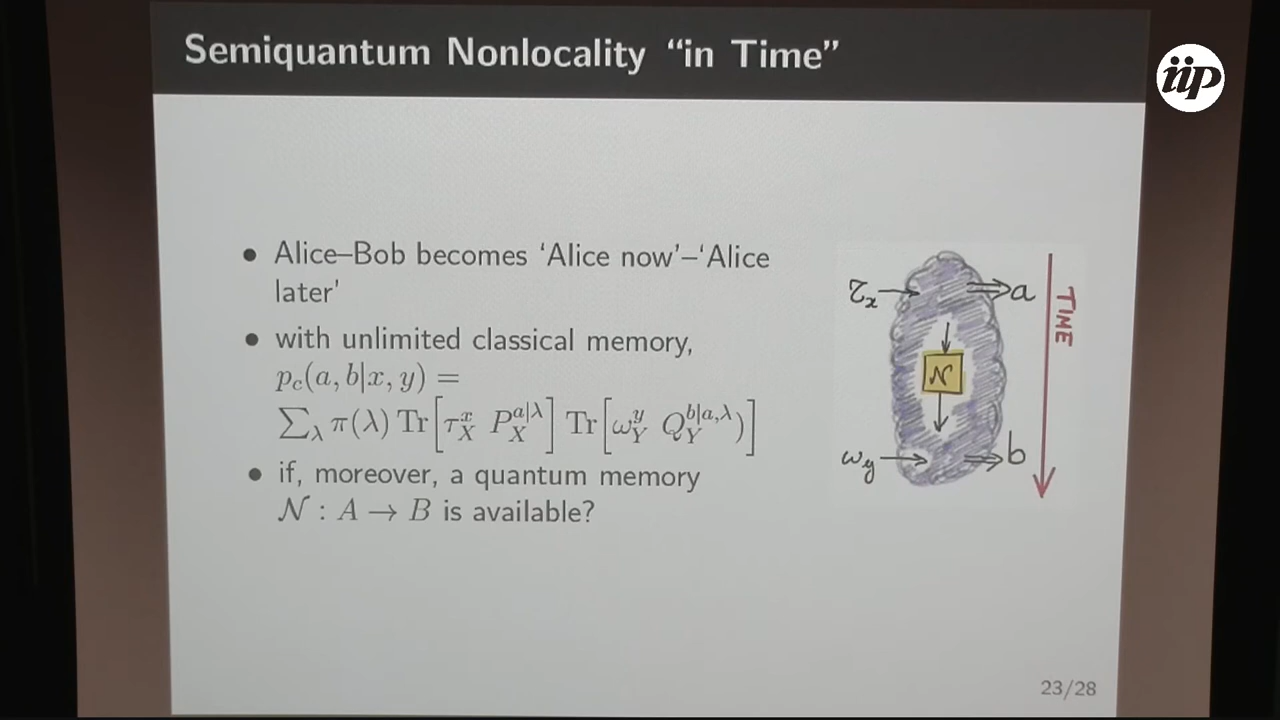 Semiquantum Nonlocality “in Time”
iip
• Alice–Bob becomes ‘Alice now’–‘Alice
later’
• with unlimited classical memory,
p_c(a, b|x, y) =
∑_λ π(λ) Tr[τ_X^x P_X^{a|λ}] Tr[ω_Y^y Q_Y^{b|a,λ})]
• if, moreover, a quantum memory
𝒩 : A → B is available?
τ_x
a
TIME
𝒩
ω_y
b
23/28